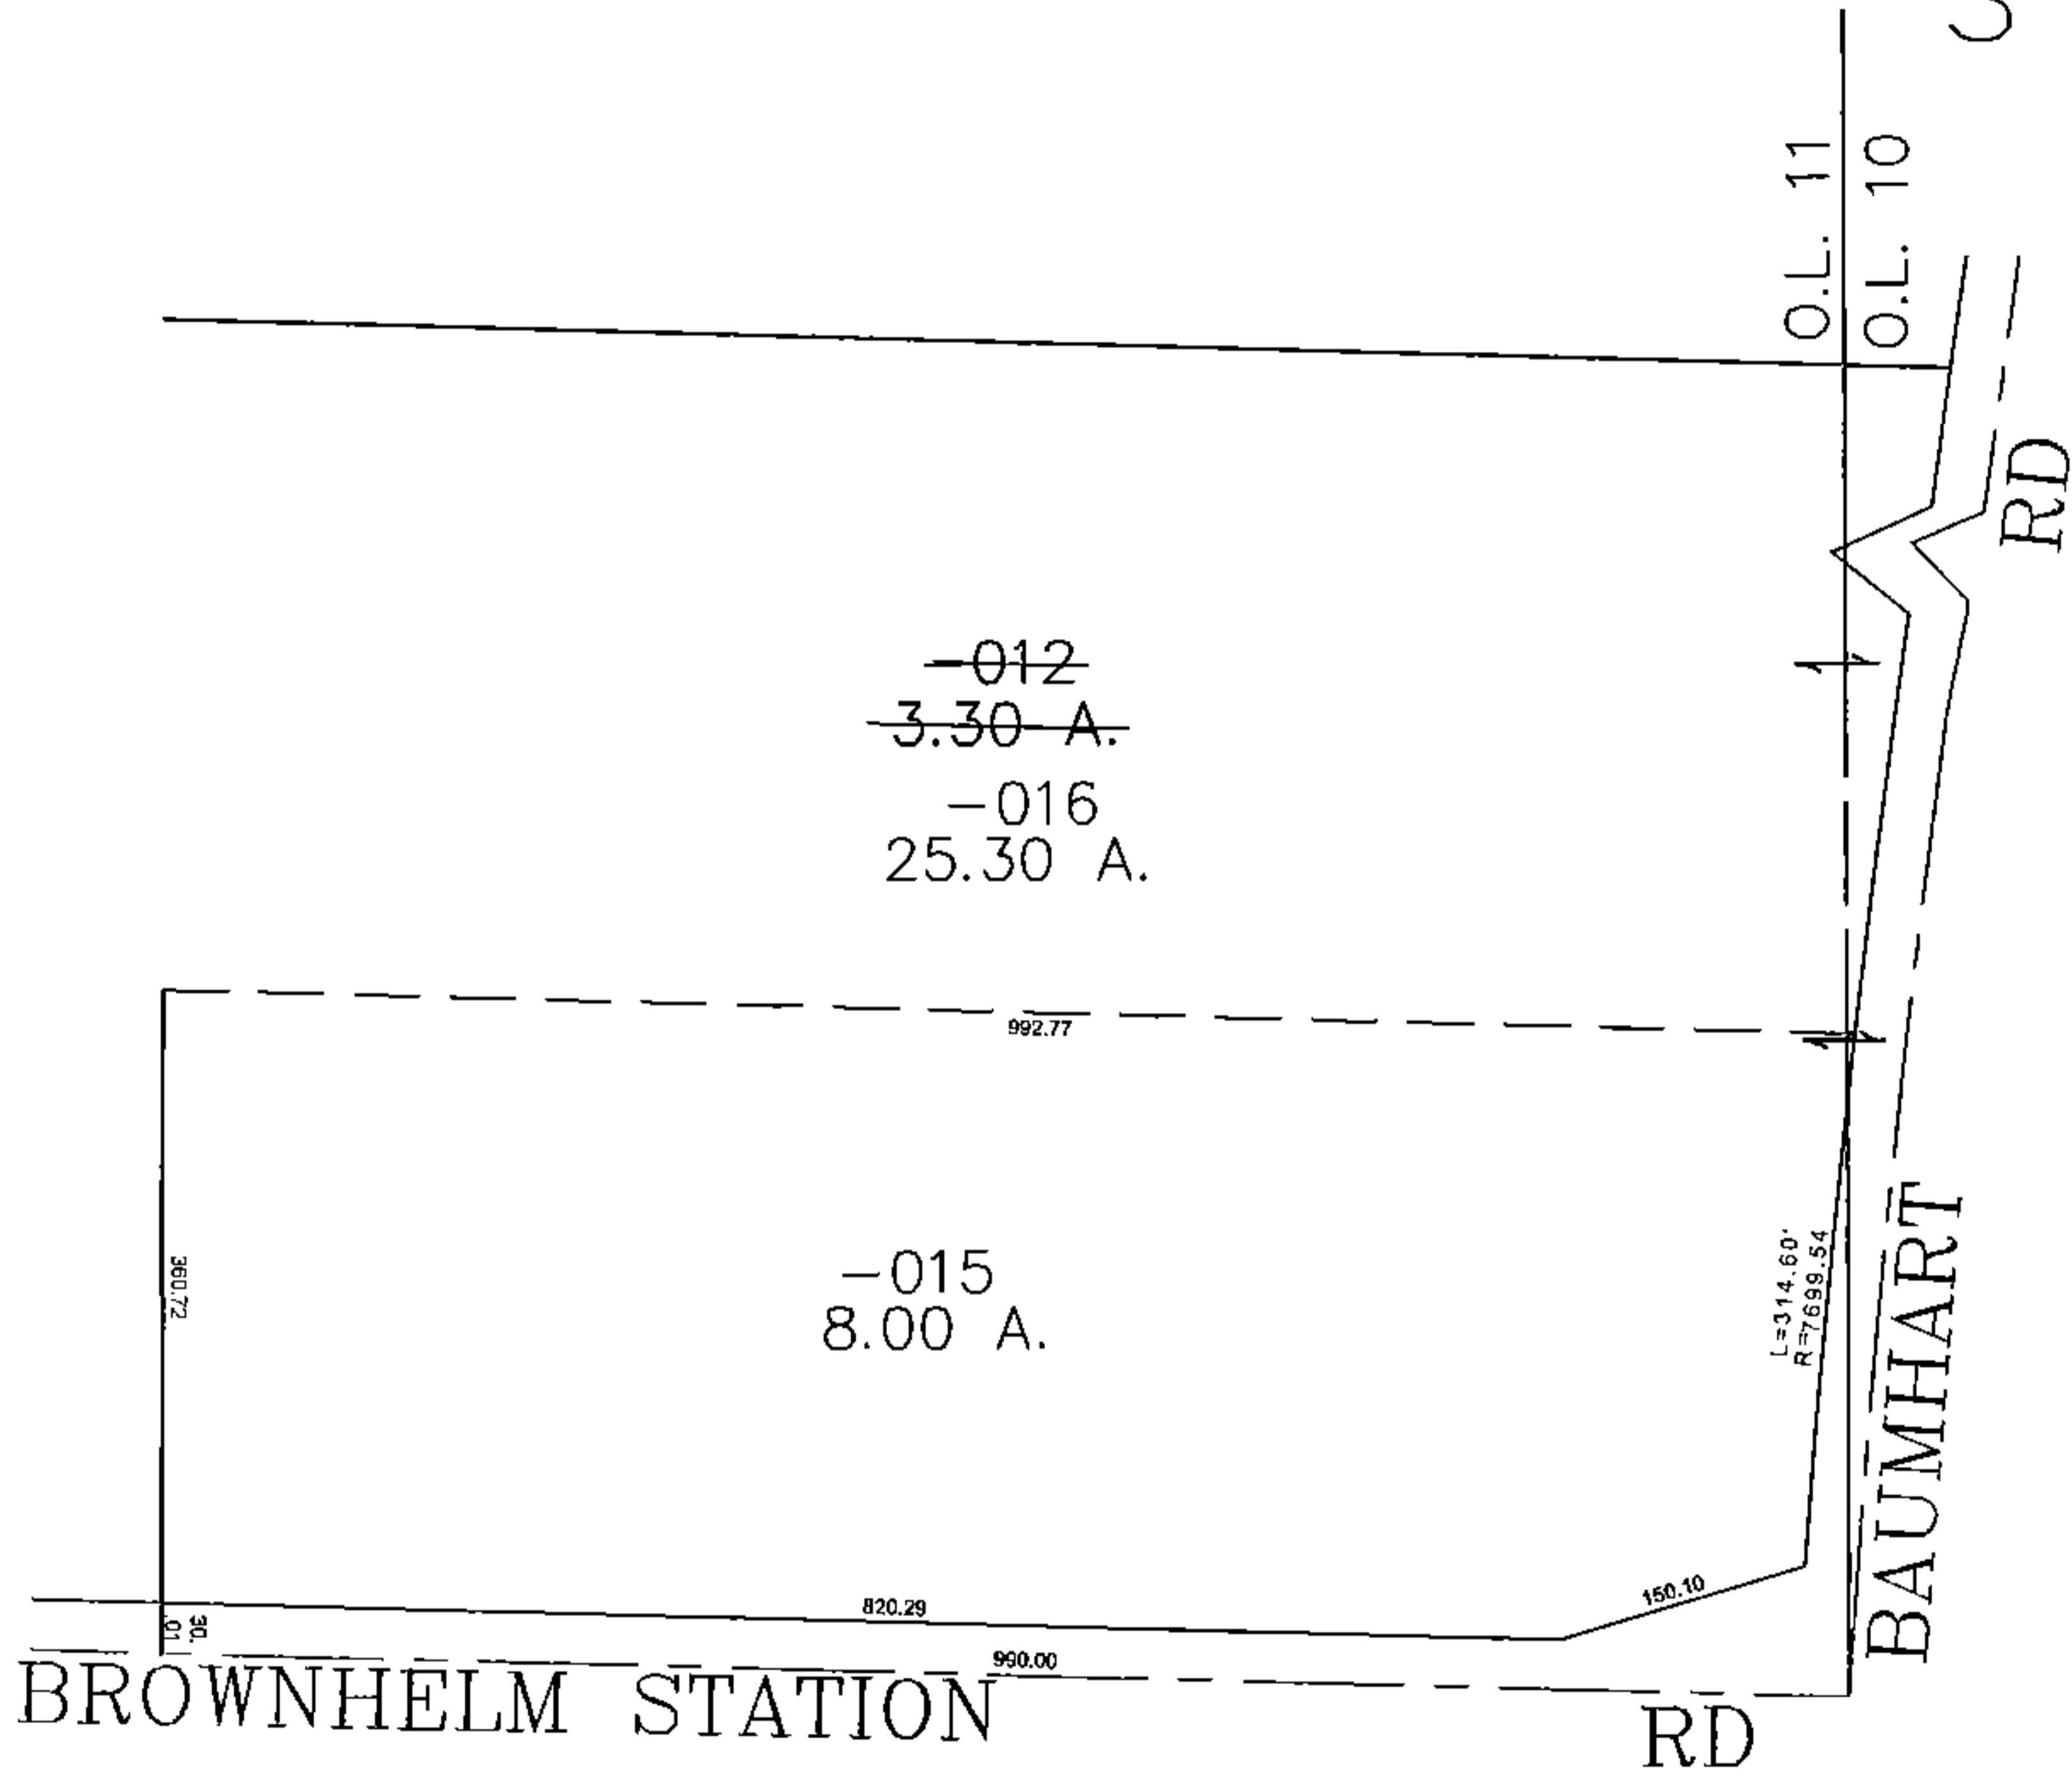 O.L. 11
O.L. 10
RD
-012
3.30 A.
-016
25.30 A.
992.77
360.72
-015
8.00 A.
L=314.60'
R=7699.54
BAUMHART
150.10
820.29
30.
01
990.00
BROWNHELM STATION
RD